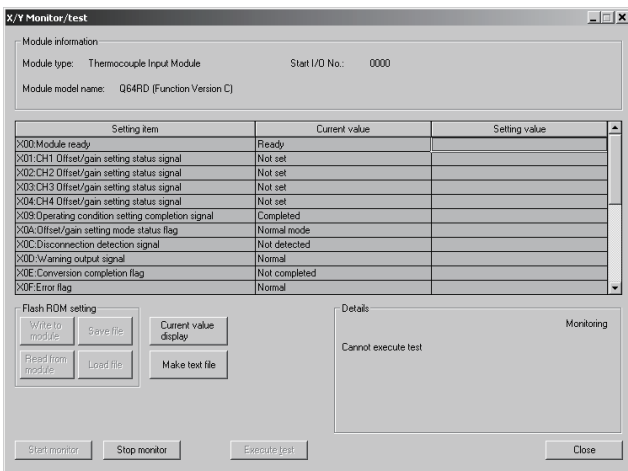 X/Y Monitor/test
Module information
Module type: Thermocouple Input Module Start I/O No.: 0000
Module model name: Q64RD (Function Version C)
Setting item Current value Setting value
X00:Module ready Ready
X01:CH1 Offset/gain setting status signal Not set
X02:CH2 Offset/gain setting status signal Not set
X03:CH3 Offset/gain setting status signal Not set
X04:CH4 Offset/gain setting status signal Not set
X09:Operating condition setting completion signal Completed
X0A:Offset/gain setting mode status flag Normal mode
X0C:Disconnection detection signal Not detected
X0D:Warning output signal Normal
X0E:Conversion completion flag Not completed
X0F:Error flag Normal
Flash ROM setting
Write to module
Save file
Current value display
Read from module
Load file
Make text file
Details
Monitoring
Cannot execute test
Start monitor
Stop monitor
Execute test
Close